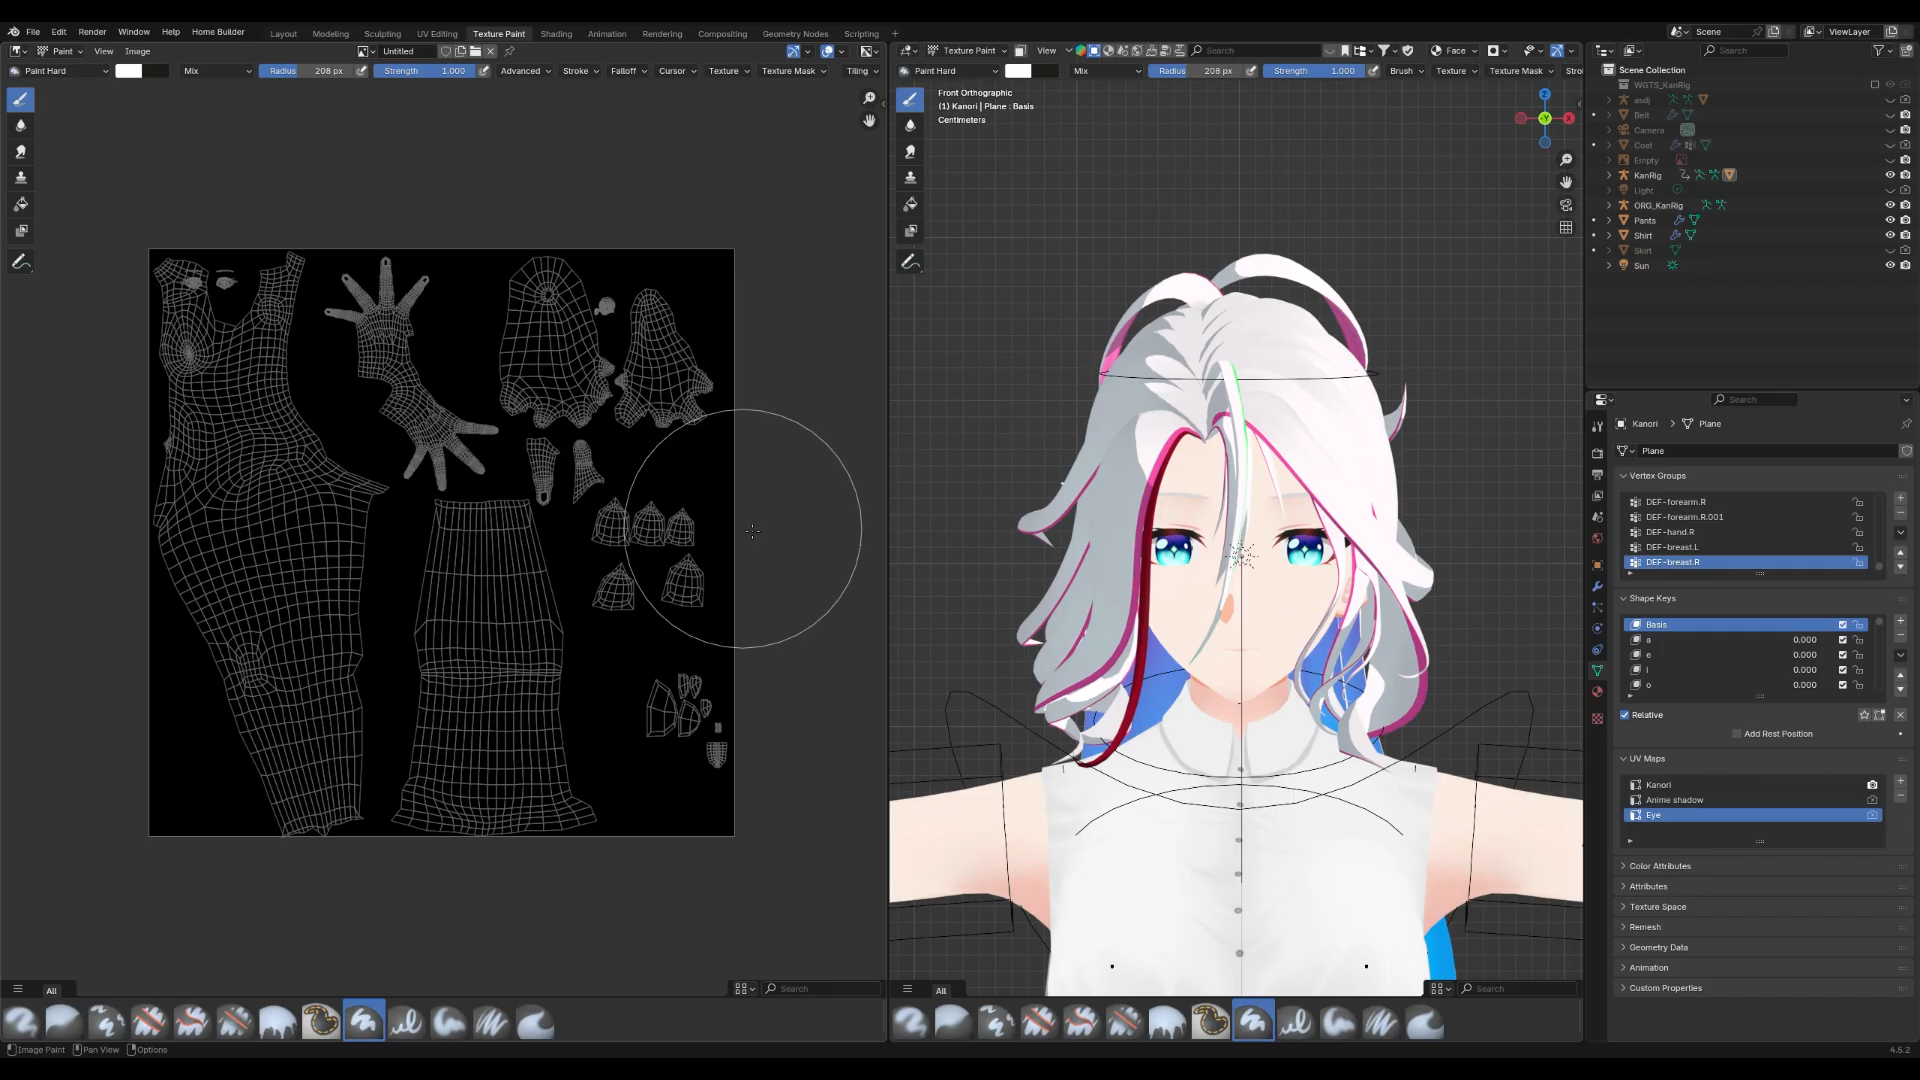 File Edit Render Window Help Home Builder Layout Modeling Sculpting UV Editing Texture Paint Shading Animation Rendering Compositing Geometry Nodes Scripting + Scene ViewLayer
Paint View Image Untitled
Texture Paint View Search Face
Search
Paint Hard Mix Radius 208 px Strength 1.000 Advanced Stroke Falloff Cursor Texture Texture Mask Tiling
Paint Hard Mix Radius 208 px Strength 1.000 Brush Texture Texture Mask Stro
Front Orthographic
(1) Kanori | Plane : Basis
Centimeters
Z
-Y
X
Scene Collection
WGTS_KanRig
asdj
Belt
Camera
Coat
Empty
KanRig
Light
ORG_KanRig
Pants
Shirt
Skirt
Sun
Search
Kanori > Plane
Plane
Vertex Groups
DEF-forearm.R
DEF-forearm.R.001
DEF-hand.R
DEF-breast.L
DEF-breast.R
Shape Keys
Basis
a 0.000
e 0.000
i 0.000
o 0.000
Relative
Add Rest Position
UV Maps
Kanori
Anime shadow
Eye
Color Attributes
Attributes
Texture Space
Remesh
Geometry Data
Animation
Custom Properties
All Search
All Search
Image Paint Pan View Options
4.5.2